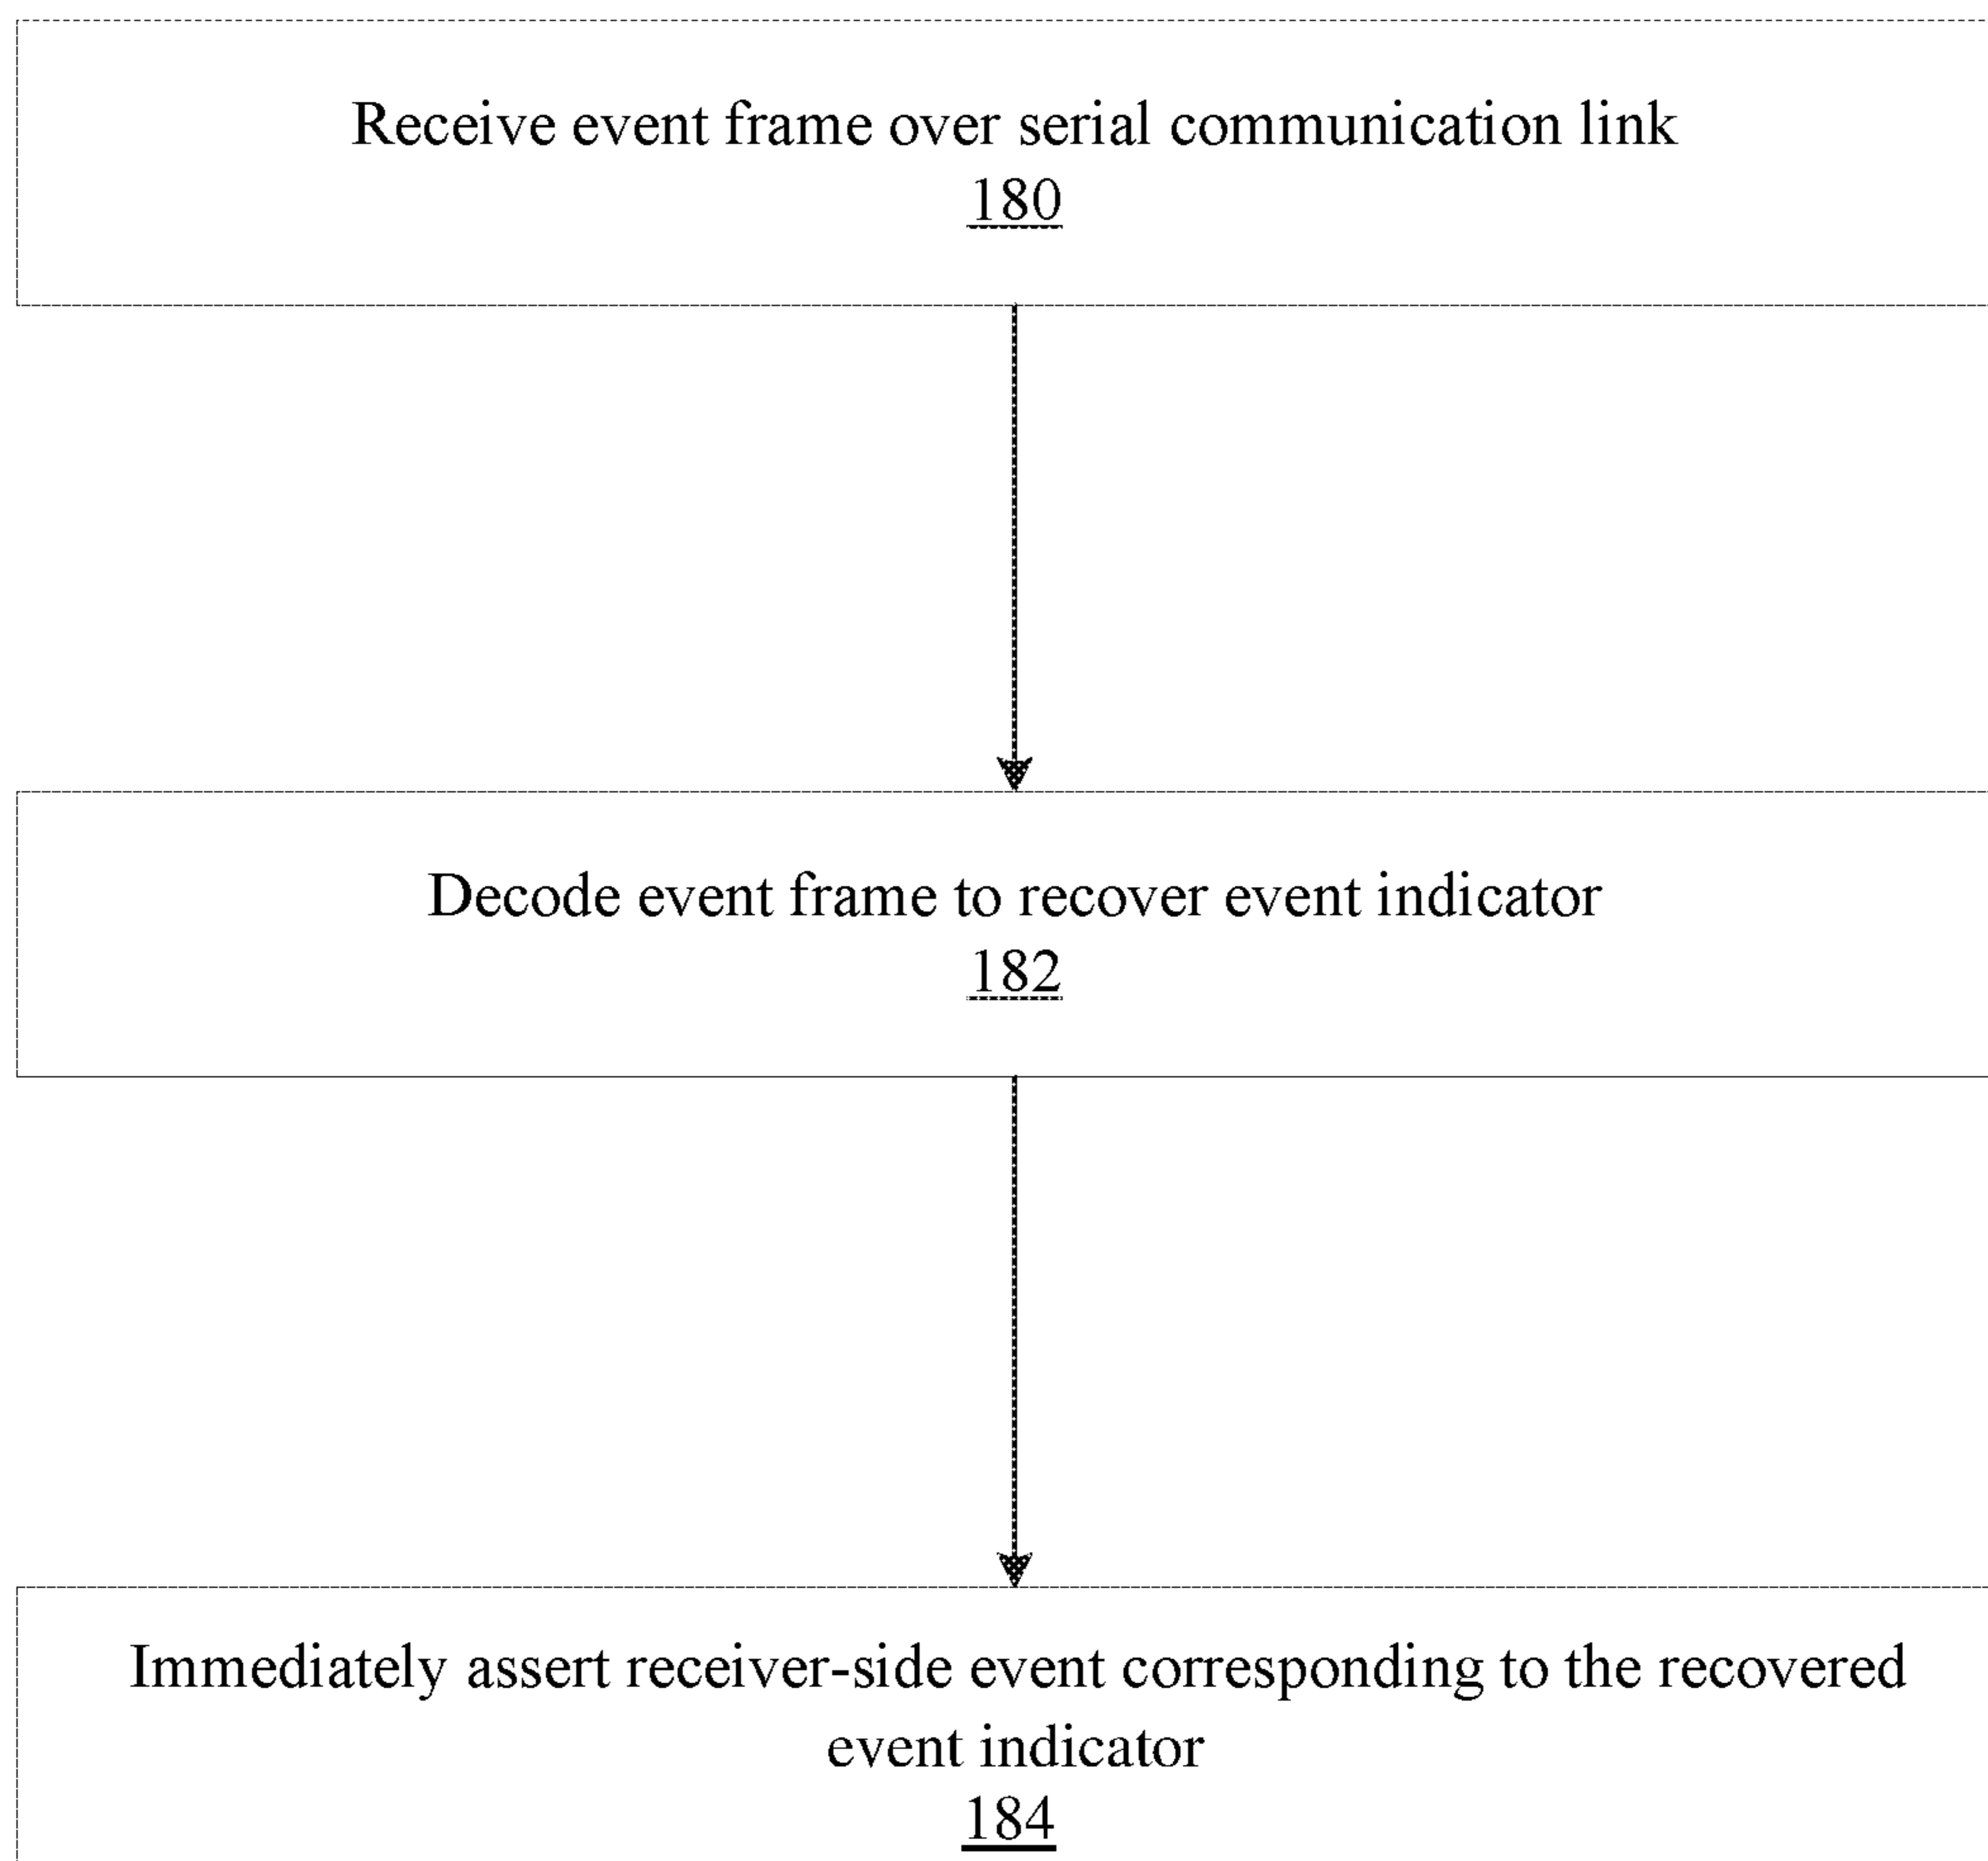 Receive event frame over serial communication link
180
Decode event frame to recover event indicator
182
Immediately assert receiver-side event corresponding to the recovered
event indicator
184